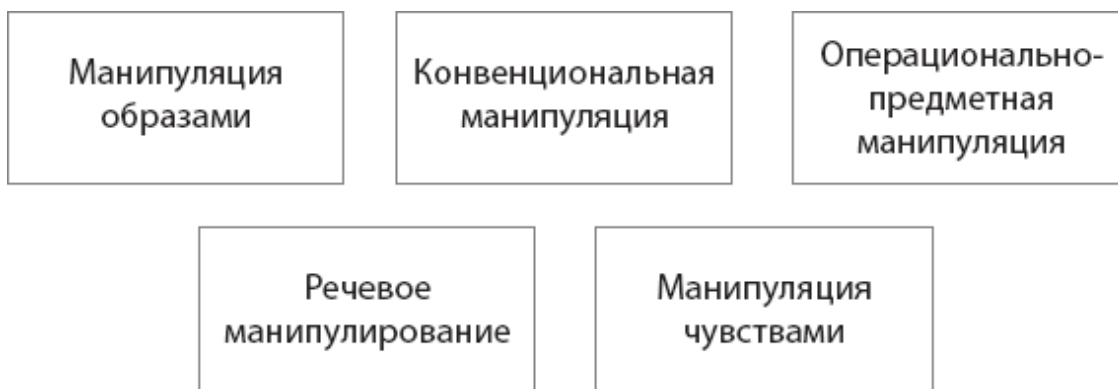 Манипуляция
образами
Конвенциональная
манипуляция
Операционально-
предметная
манипуляция
Речевое
манипулирование
Манипуляция
чувствами